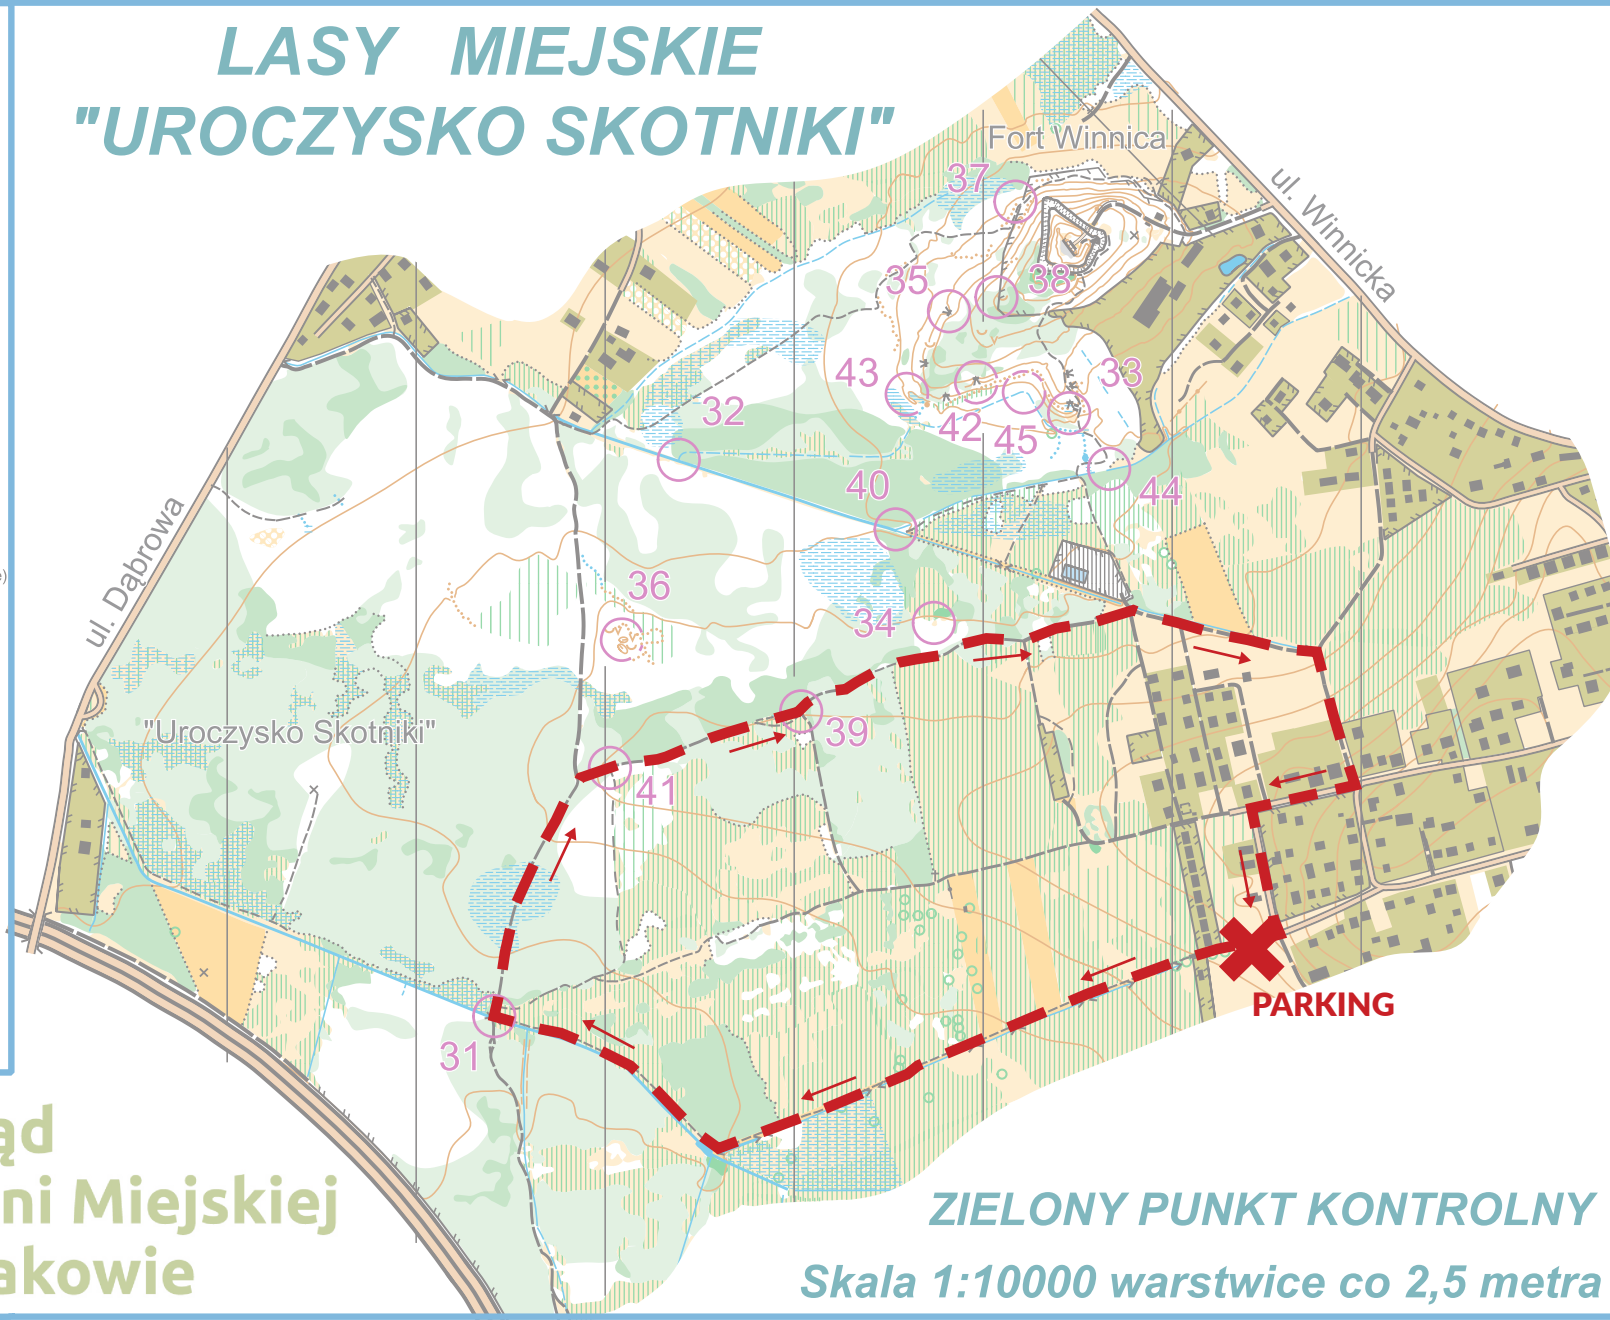 LASY MIEJSKIE
"UROCZYSKO SKOTNIKI"
Fort Winnica
37
ul. Winnicka
35
38
43
33
32
42
45
40
44
ul. Dąbrowa
36
34
"Uroczysko Skotniki"
39
41
PARKING
31
ni Miejskiej
akowie
ZIELONY PUNKT KONTROLNY
Skala 1:10000 warstwice co 2,5 metra